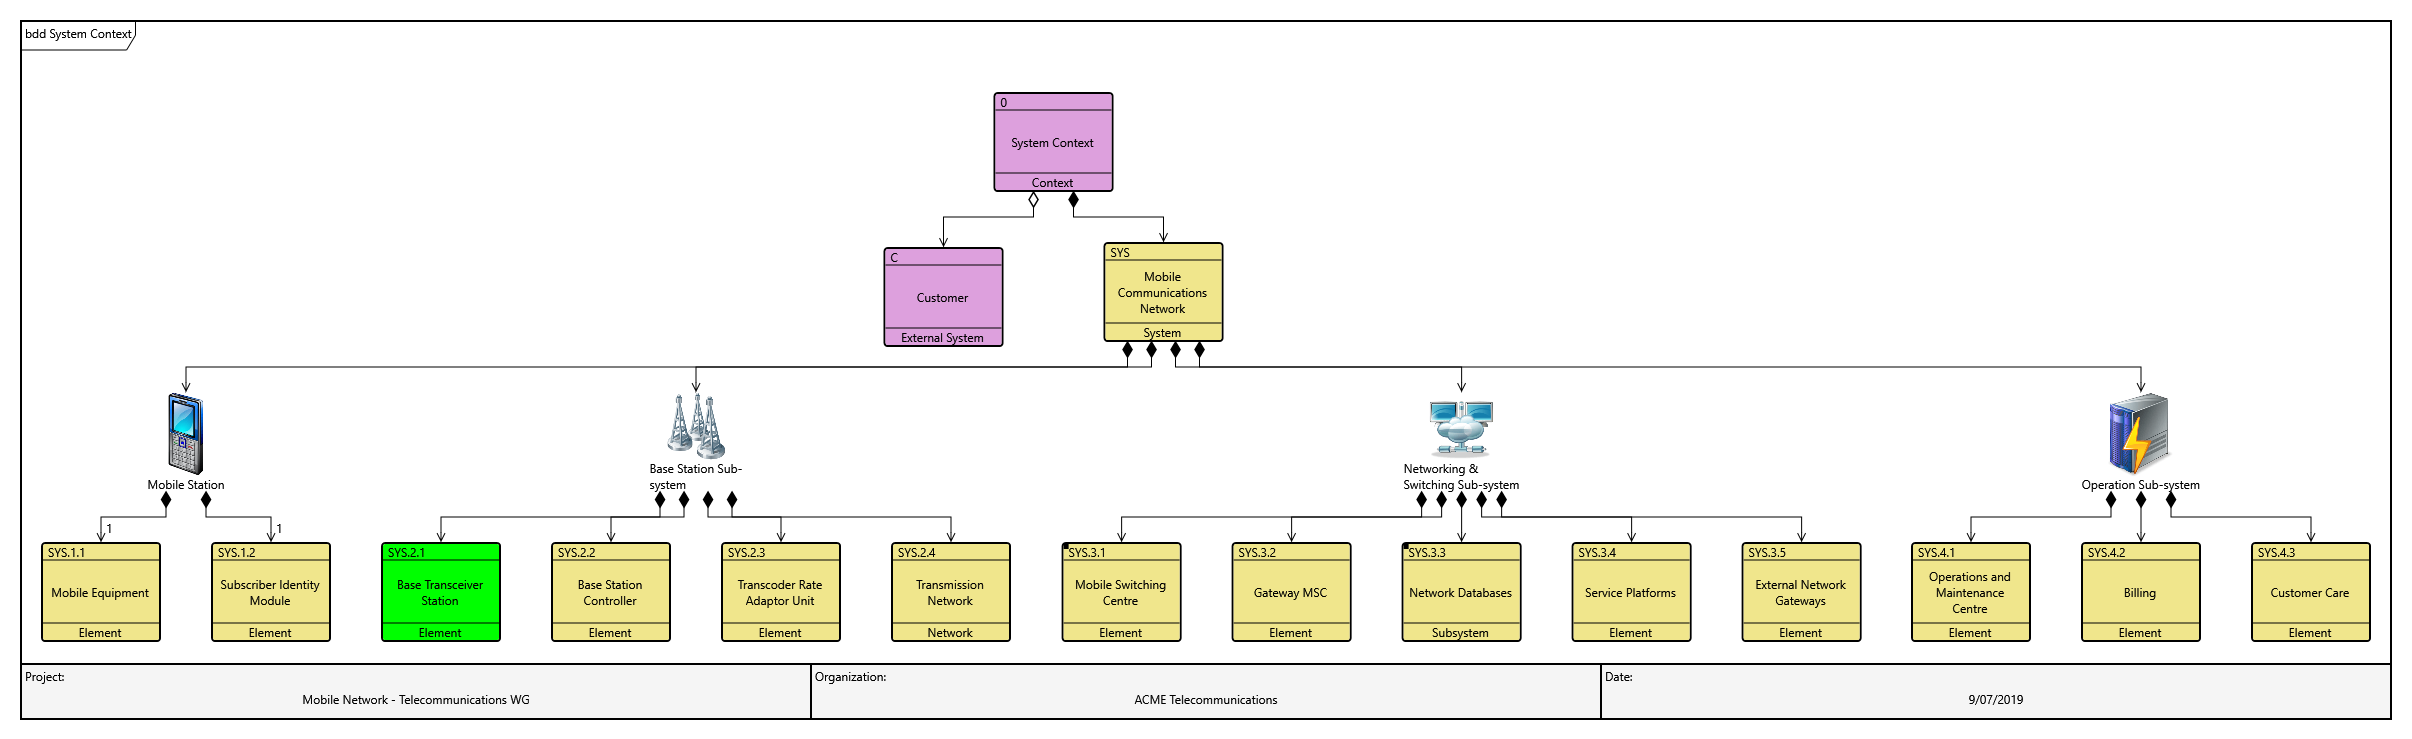 bdd System Context
0
System Context
Context
C
Customer
External System
SYS
Mobile
Communications
Network
System
Mobile Station
Base Station Sub-
system
Networking &
Switching Sub-system
Operation Sub-system
1
1
SYS.1.1
Mobile Equipment
Element
SYS.1.2
Subscriber Identity
Module
Element
SYS.2.1
Base Transceiver
Station
Element
SYS.2.2
Base Station
Controller
Element
SYS.2.3
Transcoder Rate
Adaptor Unit
Element
SYS.2.4
Transmission
Network
Network
SYS.3.1
Mobile Switching
Centre
Element
SYS.3.2
Gateway MSC
Element
SYS.3.3
Network Databases
Subsystem
SYS.3.4
Service Platforms
Element
SYS.3.5
External Network
Gateways
Element
SYS.4.1
Operations and
Maintenance
Centre
Element
SYS.4.2
Billing
Element
SYS.4.3
Customer Care
Element
Project:
Mobile Network - Telecommunications WG
Organization:
ACME Telecommunications
Date:
9/07/2019